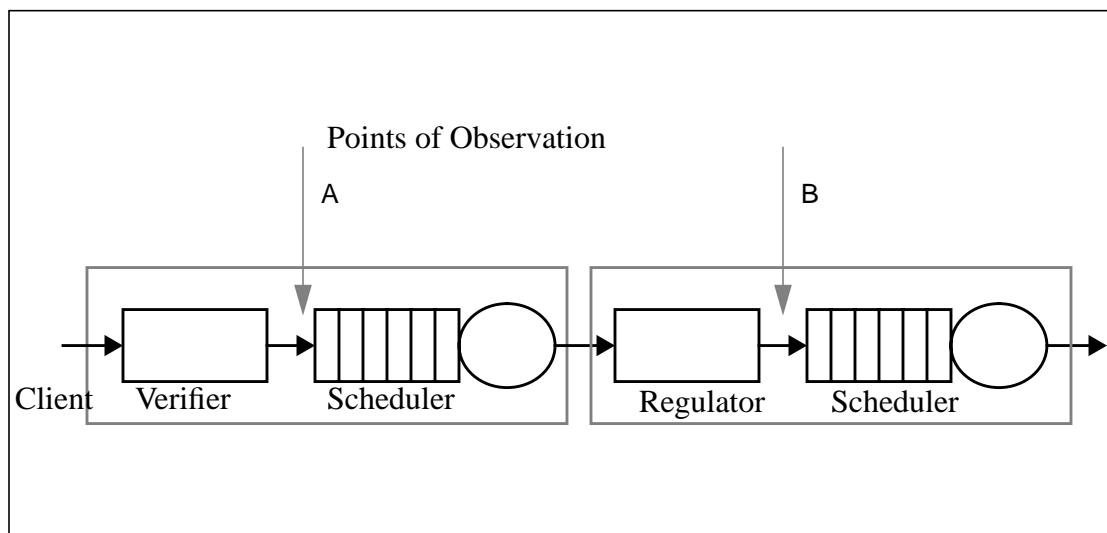 Points of Observation
A
B
Client
Verifier
Scheduler
Regulator
Scheduler